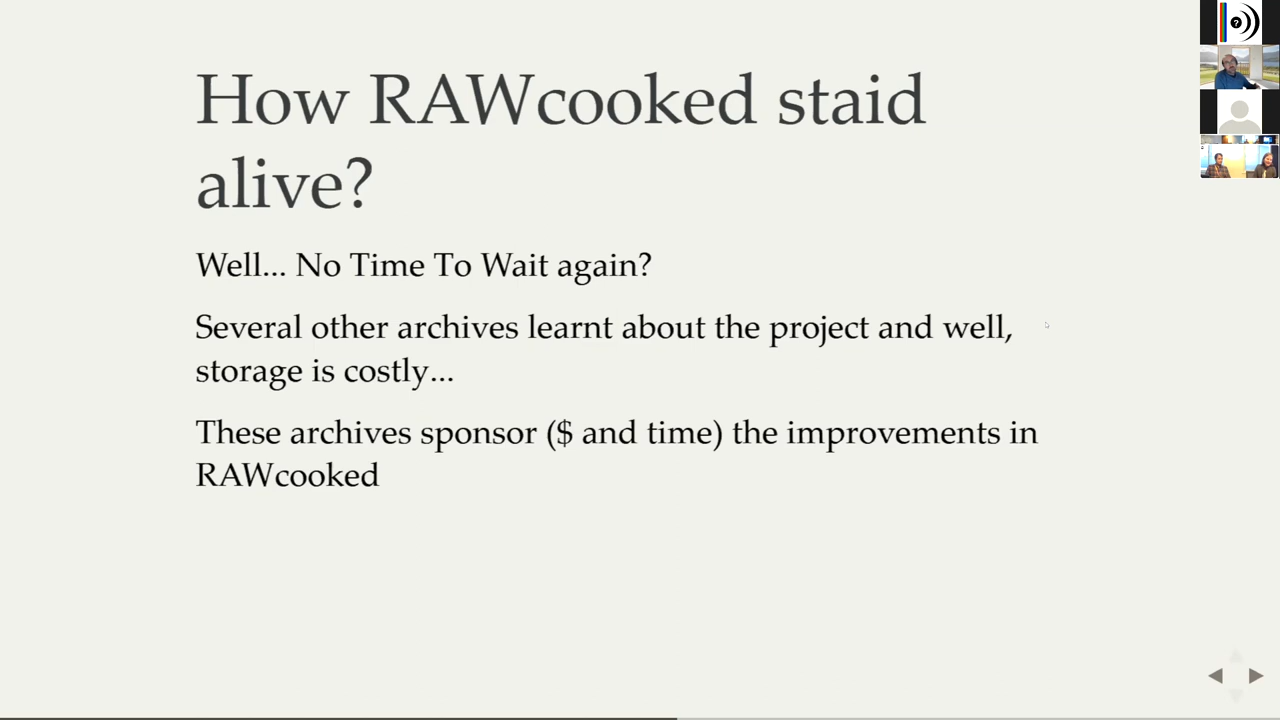 How RAWcooked staid
alive?
Well... No Time To Wait again?
Several other archives learnt about the project and well,
storage is costly...
These archives sponsor ($ and time) the improvements in
RAWcooked